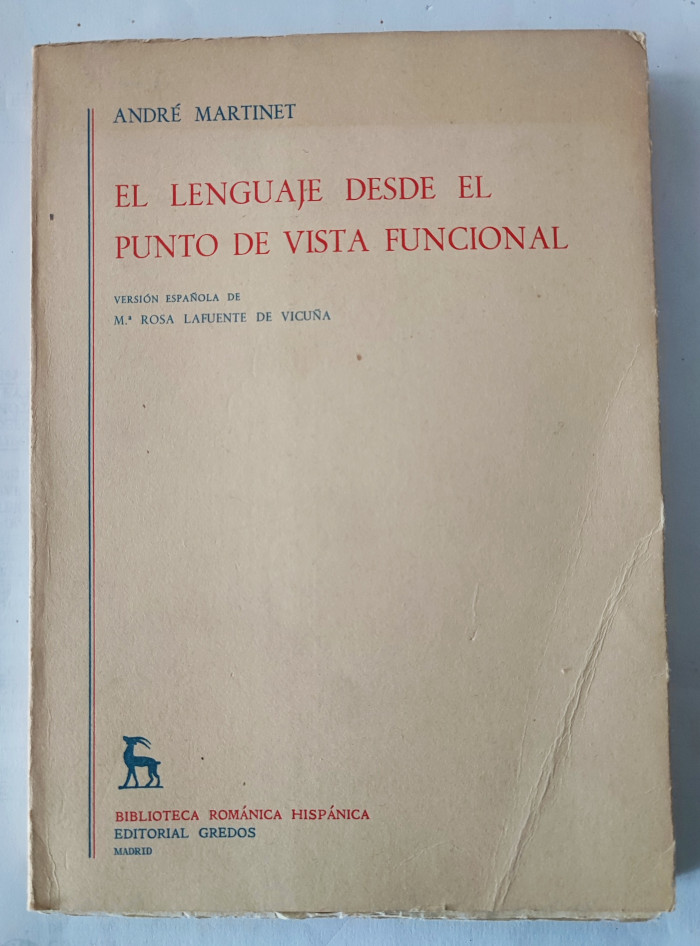 ANDRÉ MARTINET
EL LENGUAJE DESDE EL
PUNTO DE VISTA FUNCIONAL
VERSIÓN ESPAÑOLA DE
M.ª ROSA LAFUENTE DE VICUÑA
BIBLIOTECA ROMÁNICA HISPÁNICA
EDITORIAL GREDOS
MADRID